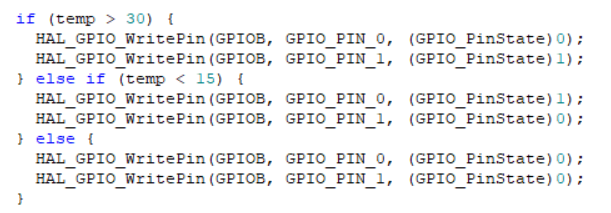 if (temp > 30) {
  HAL_GPIO_WritePin(GPIOB, GPIO_PIN_0, (GPIO_PinState)0);
  HAL_GPIO_WritePin(GPIOB, GPIO_PIN_1, (GPIO_PinState)1);
} else if (temp < 15) {
  HAL_GPIO_WritePin(GPIOB, GPIO_PIN_0, (GPIO_PinState)1);
  HAL_GPIO_WritePin(GPIOB, GPIO_PIN_1, (GPIO_PinState)0);
} else {
  HAL_GPIO_WritePin(GPIOB, GPIO_PIN_0, (GPIO_PinState)0);
  HAL_GPIO_WritePin(GPIOB, GPIO_PIN_1, (GPIO_PinState)0);
}